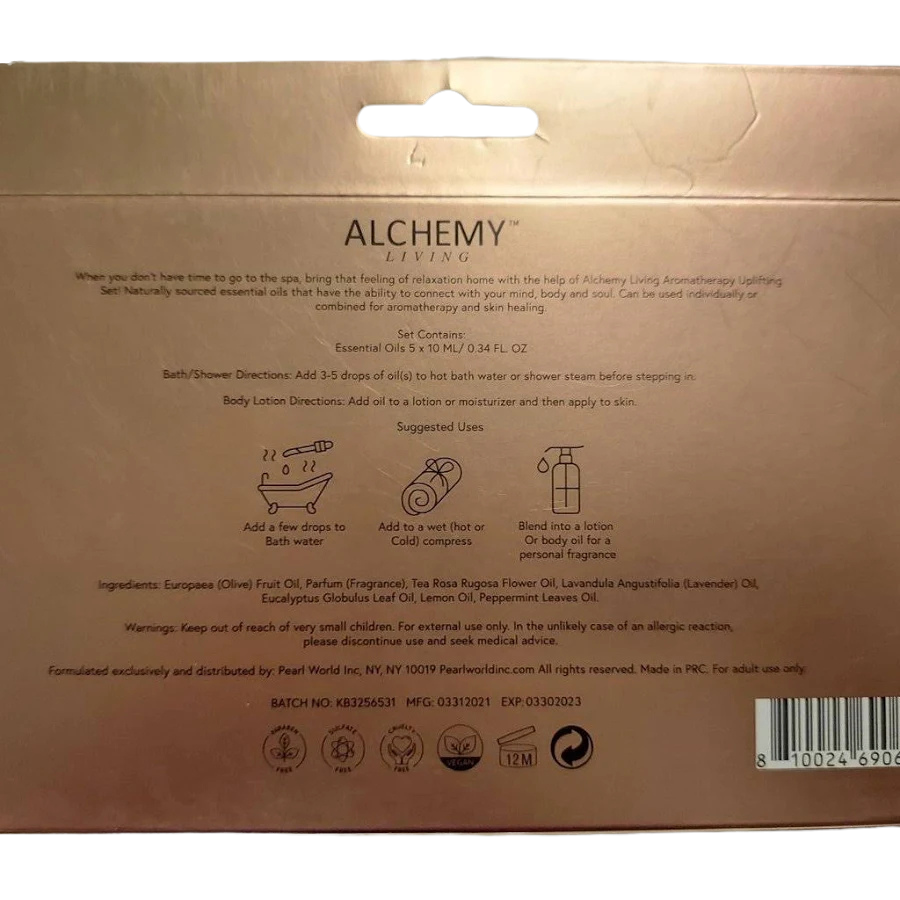 ALCHEMY™
LIVING
When you don't have time to go to the spa, bring that feeling of relaxation home with the help of Alchemy Living Aromatherapy Uplifting
Set! Naturally sourced essential oils that have the ability to connect with your mind, body and soul. Can be used individually or
combined for aromatherapy and skin healing.
Set Contains:
Essential Oils 5 x 10 ML/ 0.34 FL. OZ
Bath/Shower Directions: Add 3-5 drops of oil(s) to hot bath water or shower steam before stepping in.
Body Lotion Directions: Add oil to a lotion or moisturizer and then apply to skin.
Suggested Uses
Add a few drops to
Bath water
Add to a wet (hot or
Cold) compress
Blend into a lotion
Or body oil for a
personal fragrance
Ingredients: Europaea (Olive) Fruit Oil, Parfum (Fragrance), Tea Rosa Rugosa Flower Oil, Lavandula Angustifolia (Lavender) Oil,
Eucalyptus Globulus Leaf Oil, Lemon Oil, Peppermint Leaves Oil.
Warnings: Keep out of reach of very small children. For external use only. In the unlikely case of an allergic reaction,
please discontinue use and seek medical advice.
Formulated exclusively and distributed by: Pearl World Inc, NY, NY 10019 Pearlworldinc.com All rights reserved. Made in PRC. For adult use only.
BATCH NO: KB3256531 MFG: 03312021 EXP: 03302023
PARABEN FREE
SULFATE FREE
CRUELTY FREE
VEGAN
12M
8 10024 6906